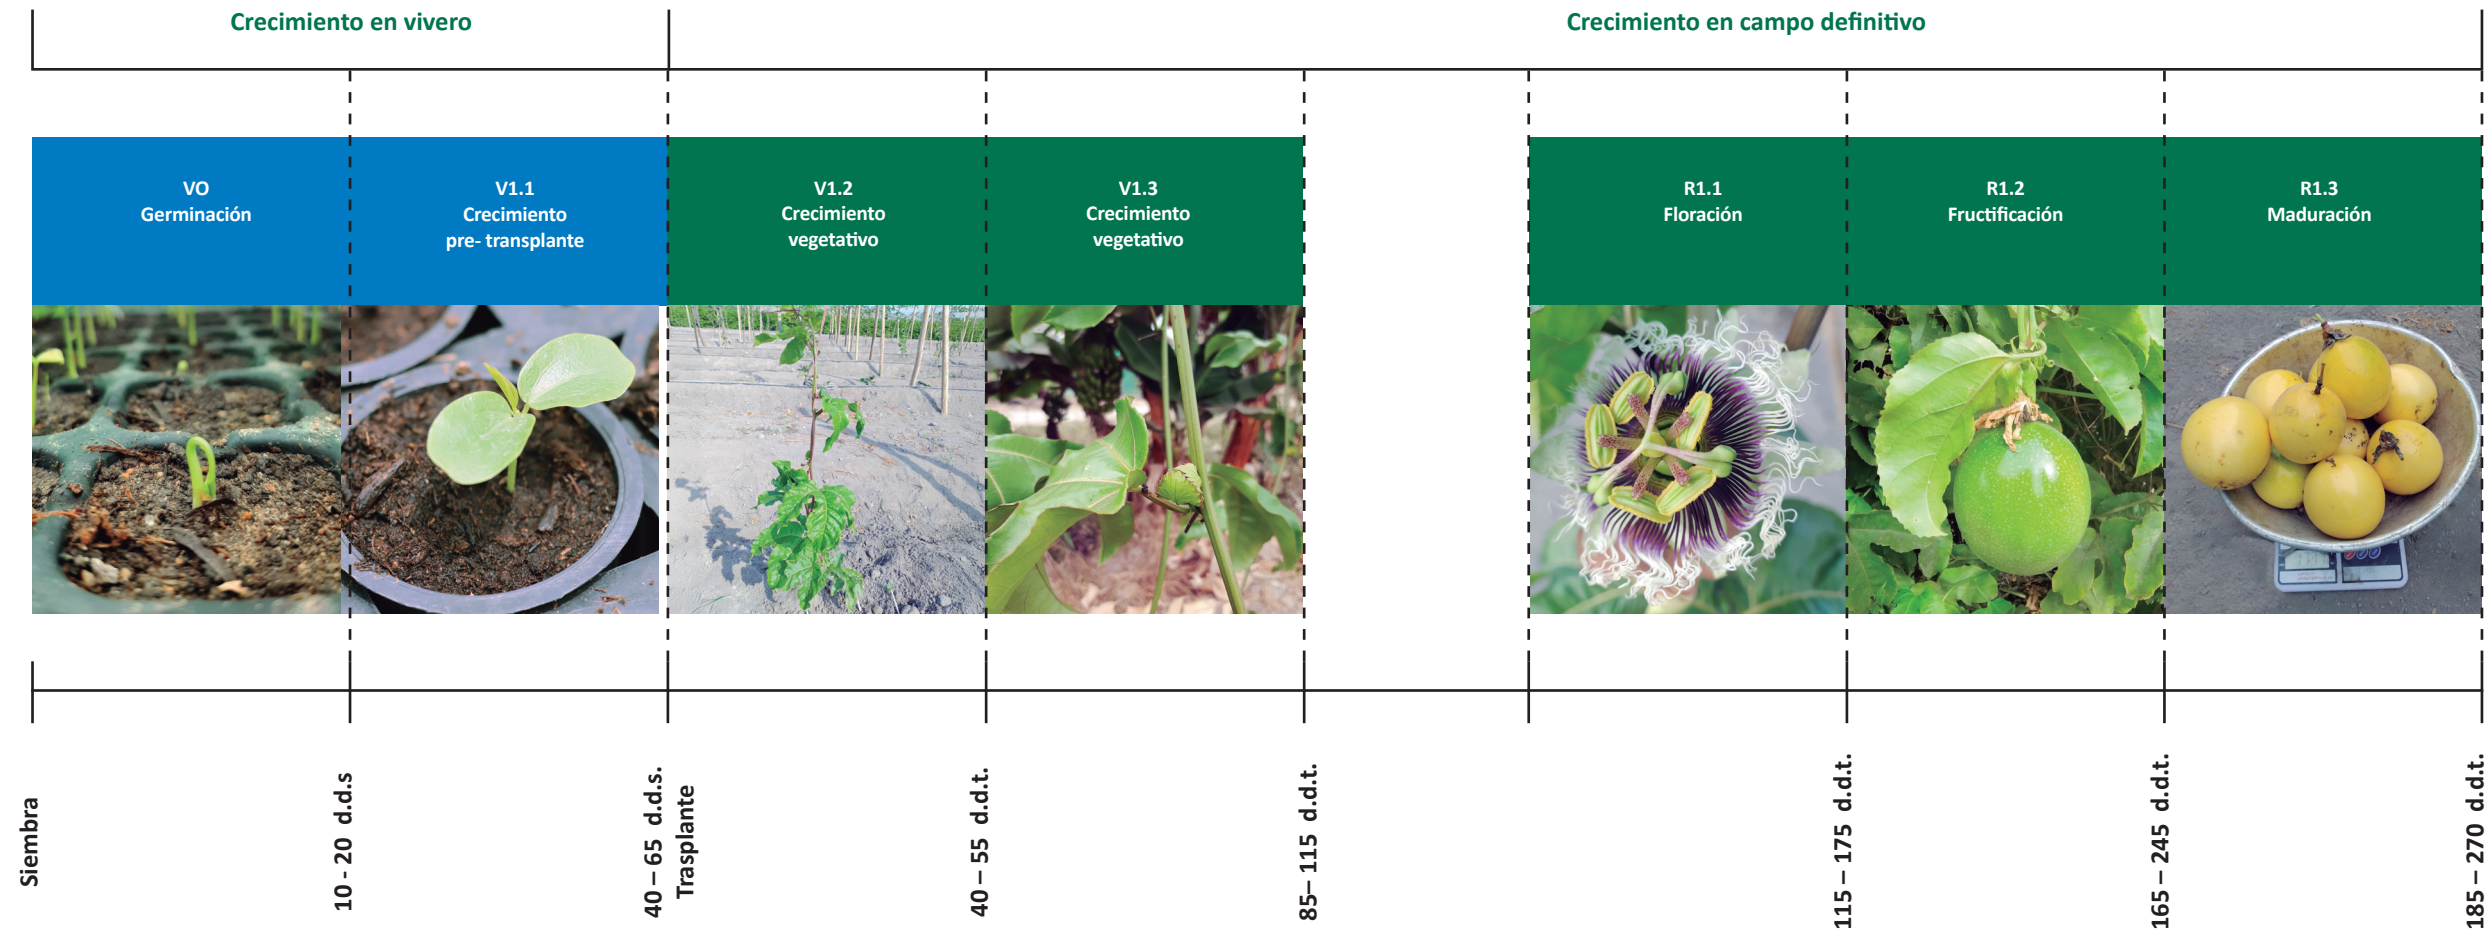 Crecimiento en vivero
Crecimiento en campo definitivo
VO
Germinación
V1.1
Crecimiento
pre- transplante
V1.2
Crecimiento
vegetativo
V1.3
Crecimiento
vegetativo
R1.1
Floración
R1.2
Fructificación
R1.3
Maduración
Siembra
10 - 20 d.d.s
40 – 65 d.d.s.
Trasplante
40 – 55 d.d.t.
85– 115 d.d.t.
115 – 175 d.d.t.
165 – 245 d.d.t.
185 – 270 d.d.t.